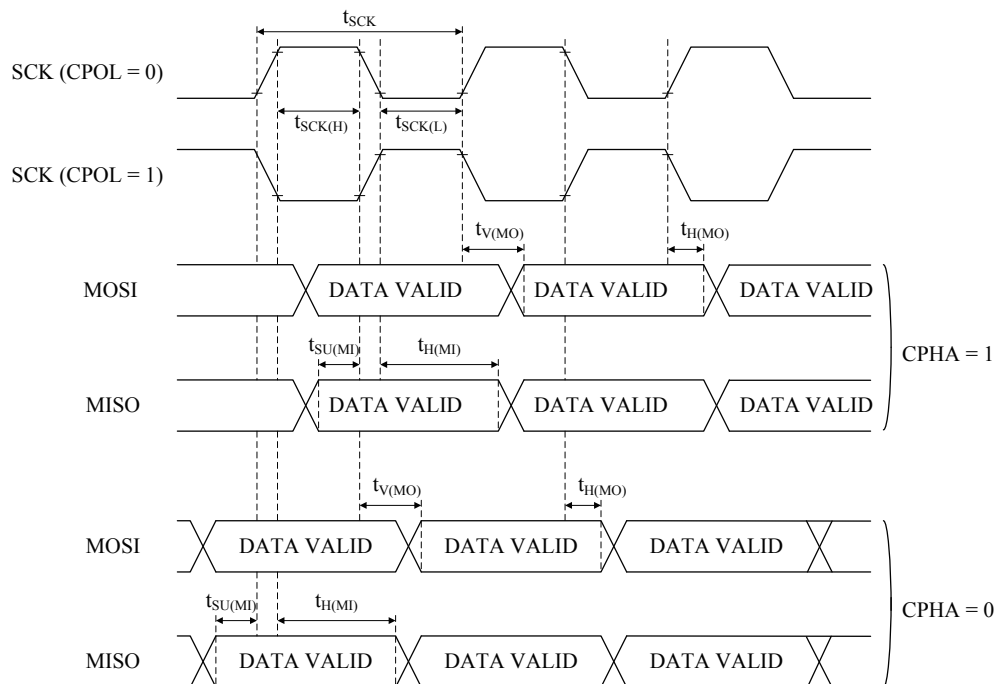 tSCK
SCK (CPOL = 0)
tSCK(H) tSCK(L)
SCK (CPOL = 1)
tV(MO) tH(MO)
MOSI DATA VALID DATA VALID DATA VALID
CPHA = 1
tSU(MI) tH(MI)
MISO DATA VALID DATA VALID DATA VALID
tV(MO) tH(MO)
MOSI DATA VALID DATA VALID DATA VALID
CPHA = 0
tSU(MI) tH(MI)
MISO DATA VALID DATA VALID DATA VALID